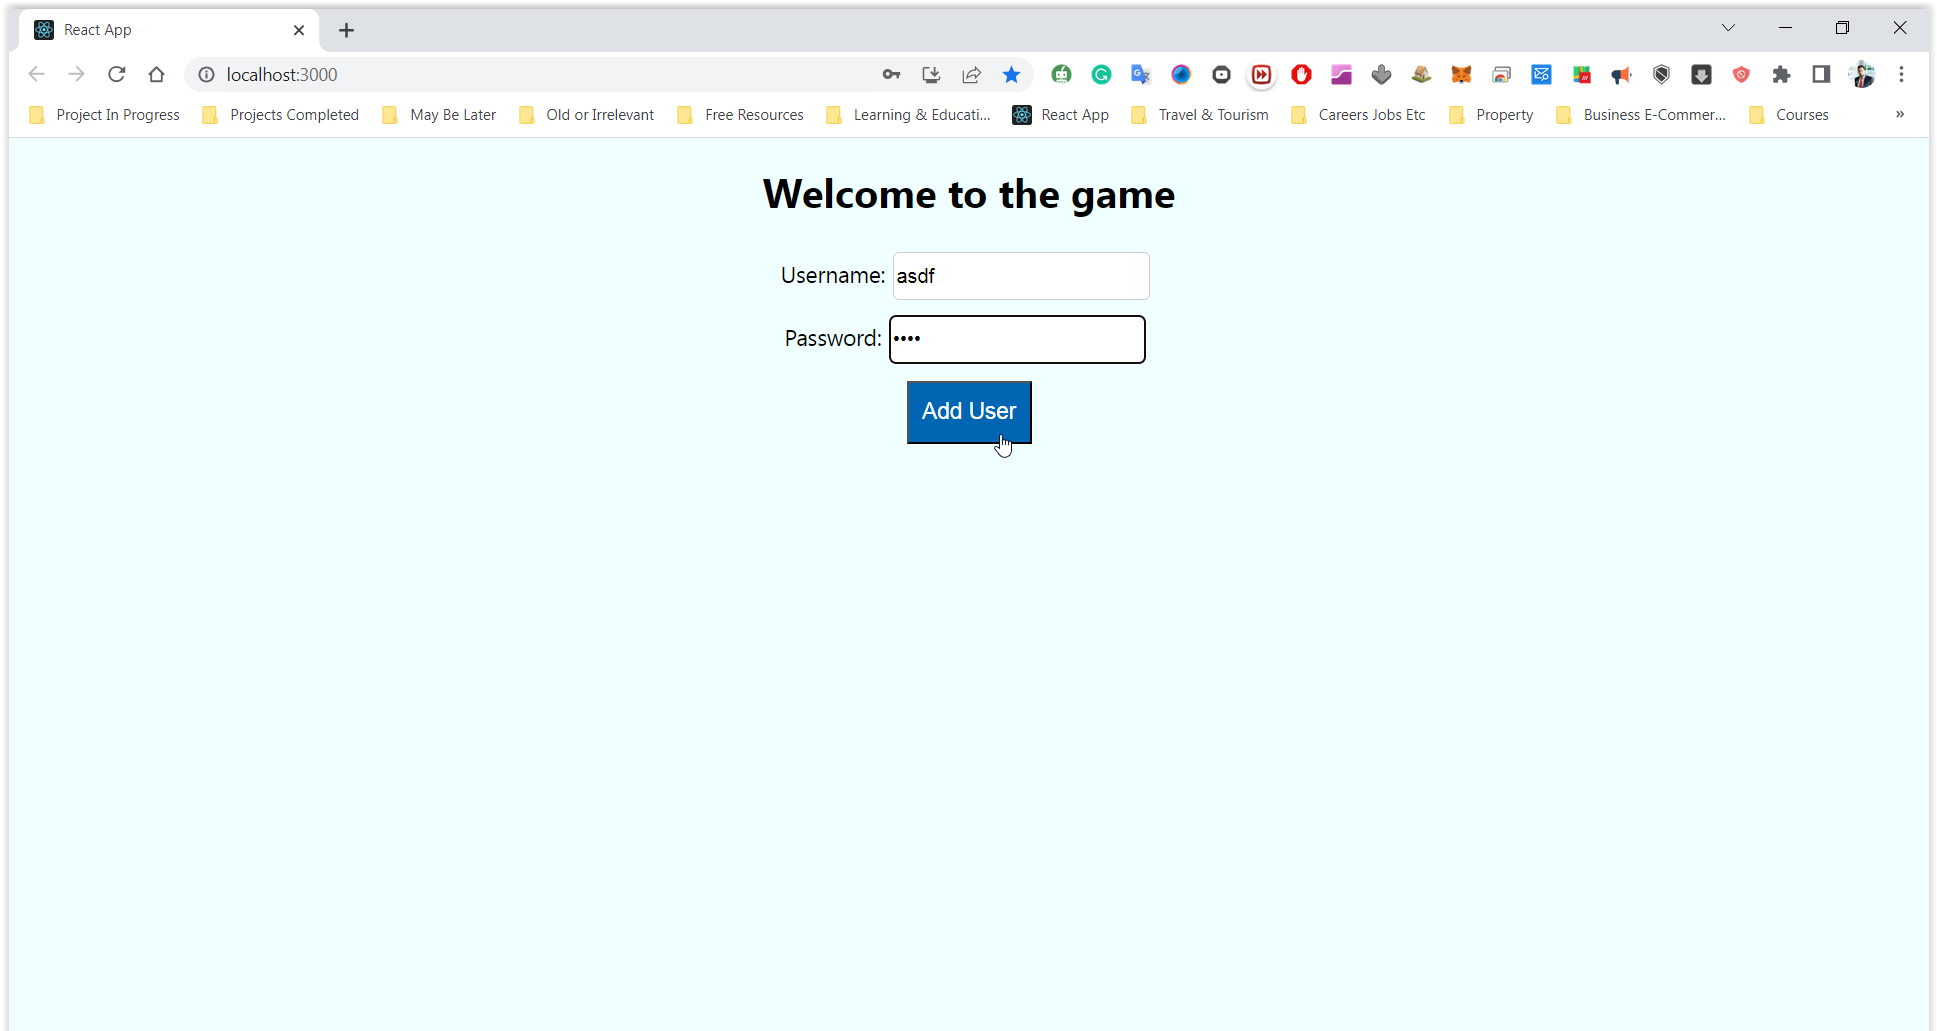 React App
localhost:3000
Project In Progress Projects Completed May Be Later Old or Irrelevant Free Resources Learning & Educati... React App Travel & Tourism Careers Jobs Etc Property Business E-Commer... Courses »
Welcome to the game
Username: asdf
Password: ••••
Add User